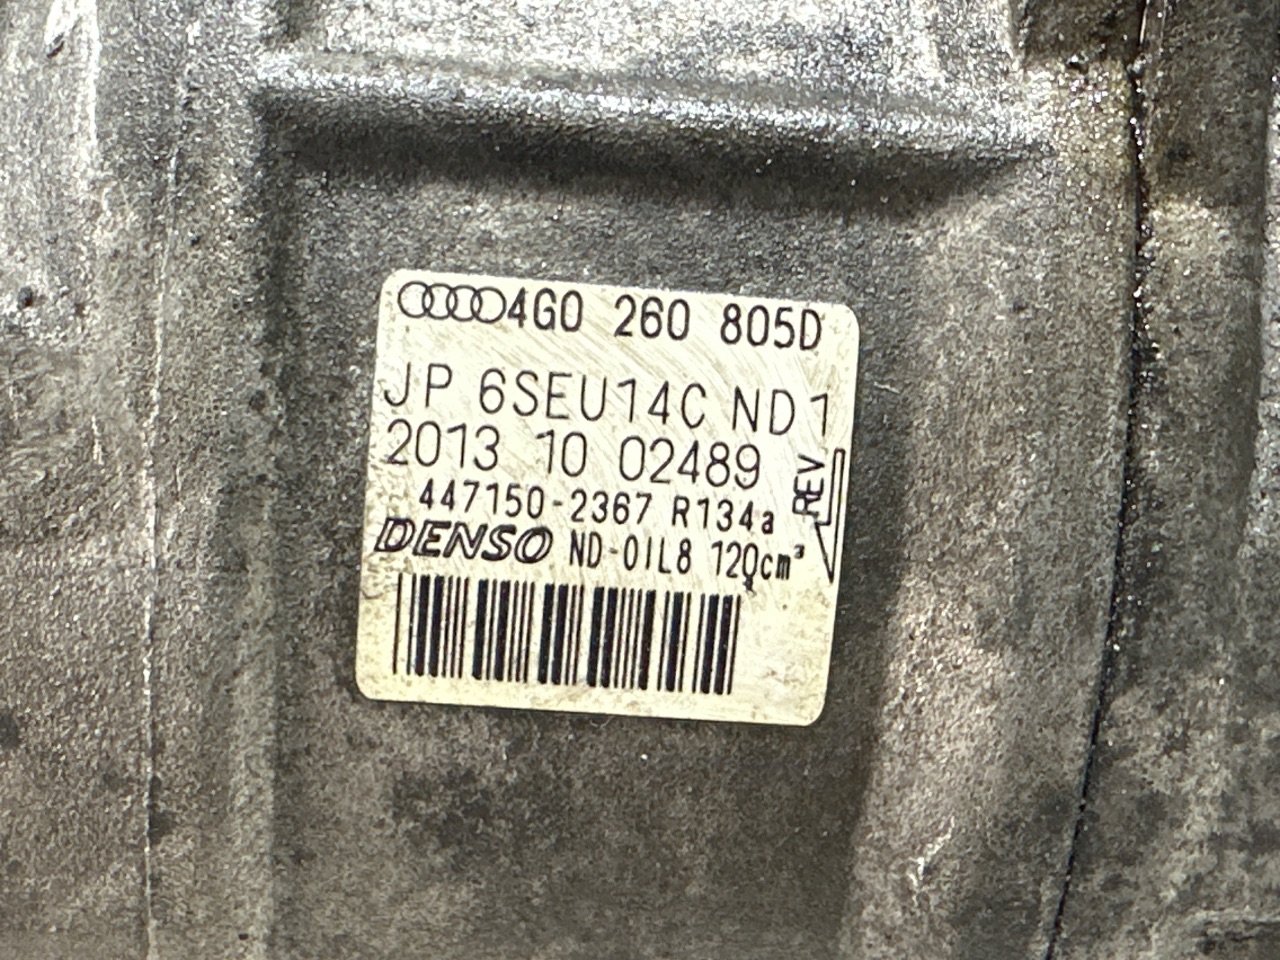 4G0 260 805D
JP 6SEU14C ND1
2013 10 02489
447150-2367 R134a
DENSO ND-OIL8 120cm³
REV